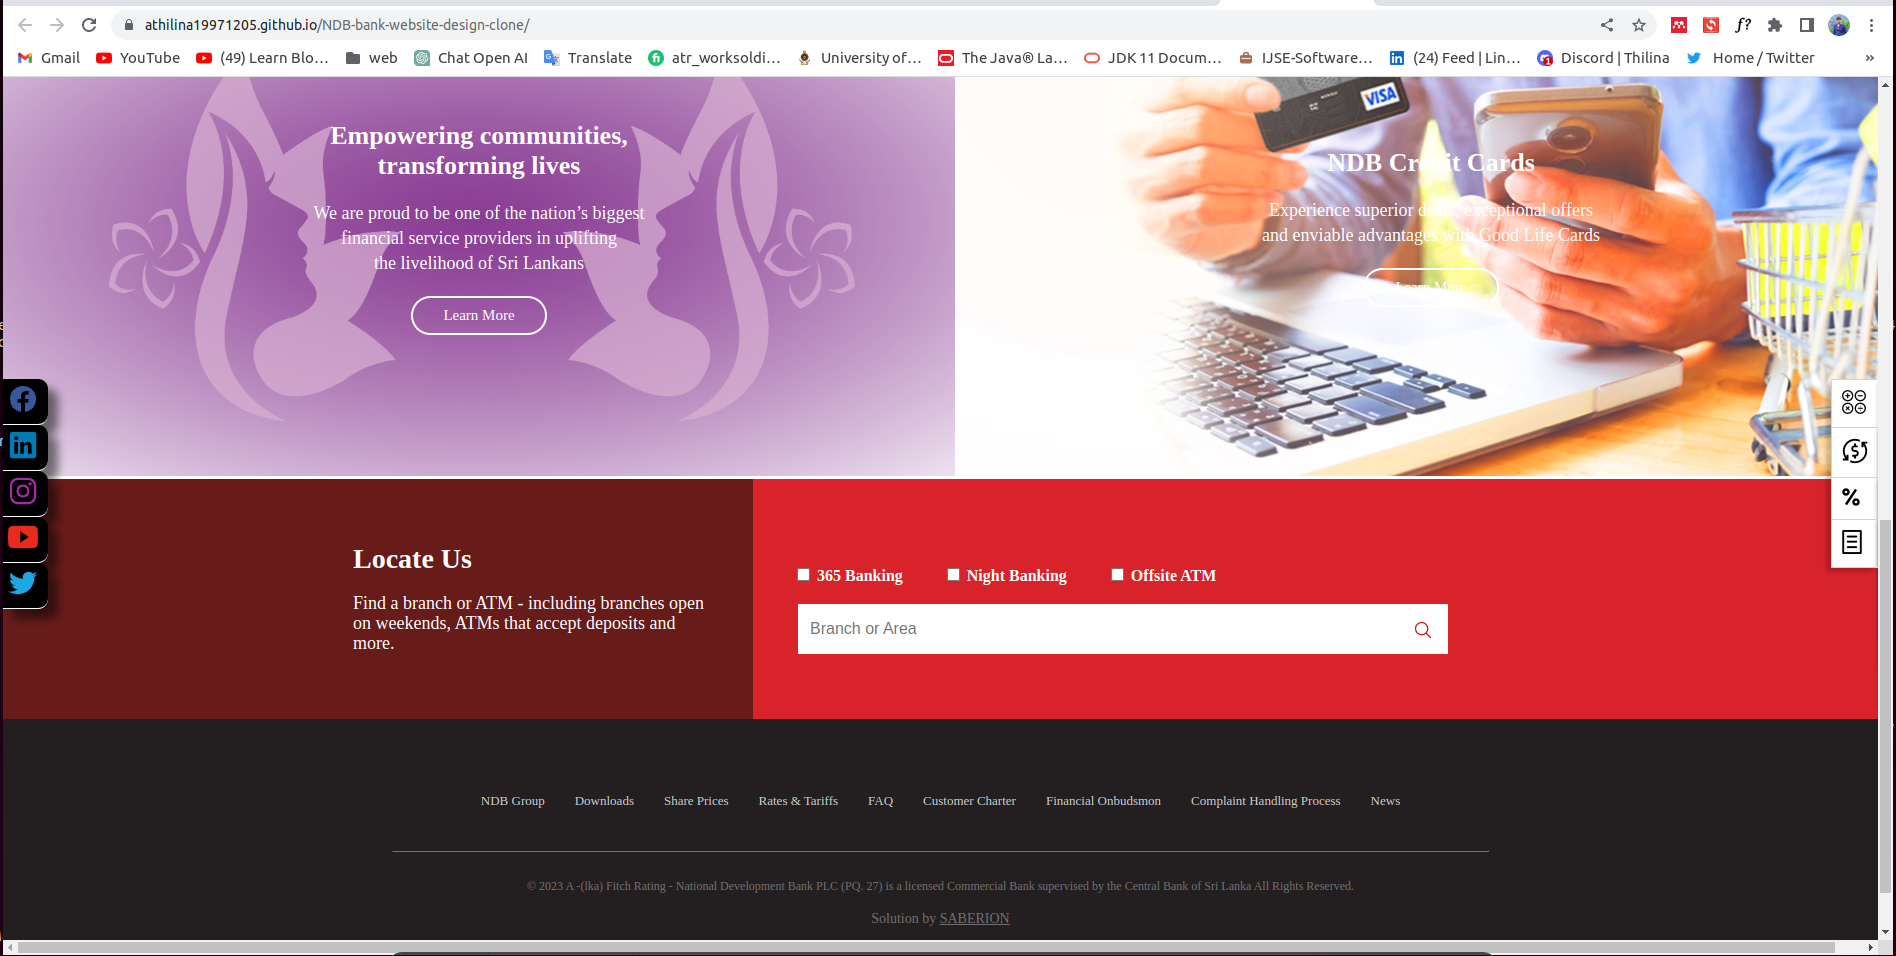 athilina19971205.github.io/NDB-bank-website-design-clone/
f?
Gmail
YouTube
(49) Learn Blo…
web
Chat Open AI
Translate
atr_worksoldi…
University of…
The Java® La…
JDK 11 Docum…
IJSE-Software…
(24) Feed | Lin…
1
Discord | Thilina
Home / Twitter
»
Empowering communities,
transforming lives
We are proud to be one of the nation’s biggest
financial service providers in uplifting
the livelihood of Sri Lankans
Learn More
VISA
NDB Credit Cards
Experience superior deals, exceptional offers
and enviable advantages with Good Life Cards
Learn More
Locate Us
Find a branch or ATM - including branches open
on weekends, ATMs that accept deposits and
more.
365 Banking
Night Banking
Offsite ATM
Branch or Area
NDB Group
Downloads
Share Prices
Rates & Tariffs
FAQ
Customer Charter
Financial Onbudsmon
Complaint Handling Process
News
© 2023 A -(lka) Fitch Rating - National Development Bank PLC (PQ. 27) is a licensed Commercial Bank supervised by the Central Bank of Sri Lanka All Rights Reserved.
Solution by SABERION